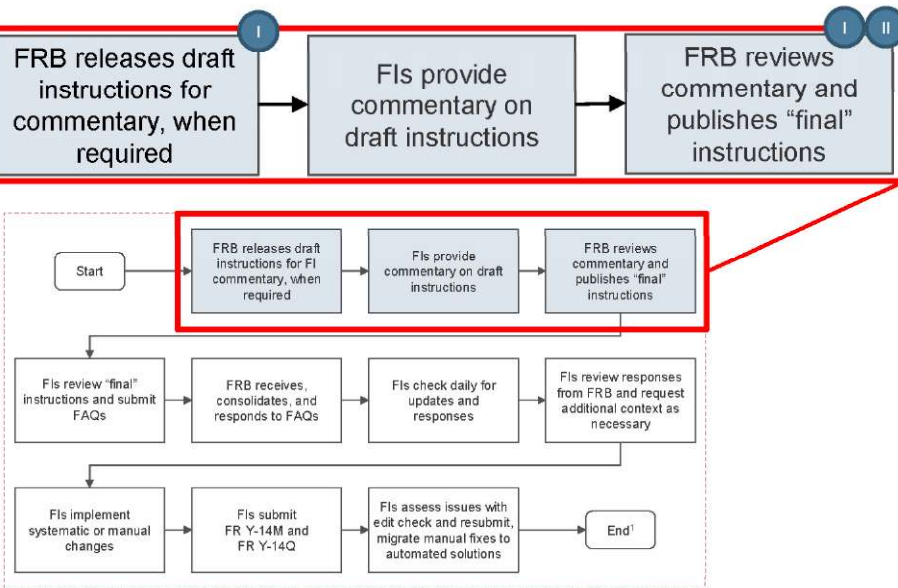 I
I II
FRB releases draft
instructions for
commentary, when
required
FIs provide
commentary on
draft instructions
FRB reviews
commentary and
publishes “final”
instructions
Start
FRB releases draft
instructions for FI
commentary, when
required
FIs provide
commentary on draft
instructions
FRB reviews
commentary and
publishes “final”
instructions
FIs review “final”
instructions and submit
FAQs
FRB receives,
consolidates, and
responds to FAQs
FIs check daily for
updates and
responses
FIs review responses
from FRB and request
additional context as
necessary
FIs implement
systematic or manual
changes
FIs submit
FR Y-14M and
FR Y-14Q
FIs assess issues with
edit check and resubmit,
migrate manual fixes to
automated solutions
End¹